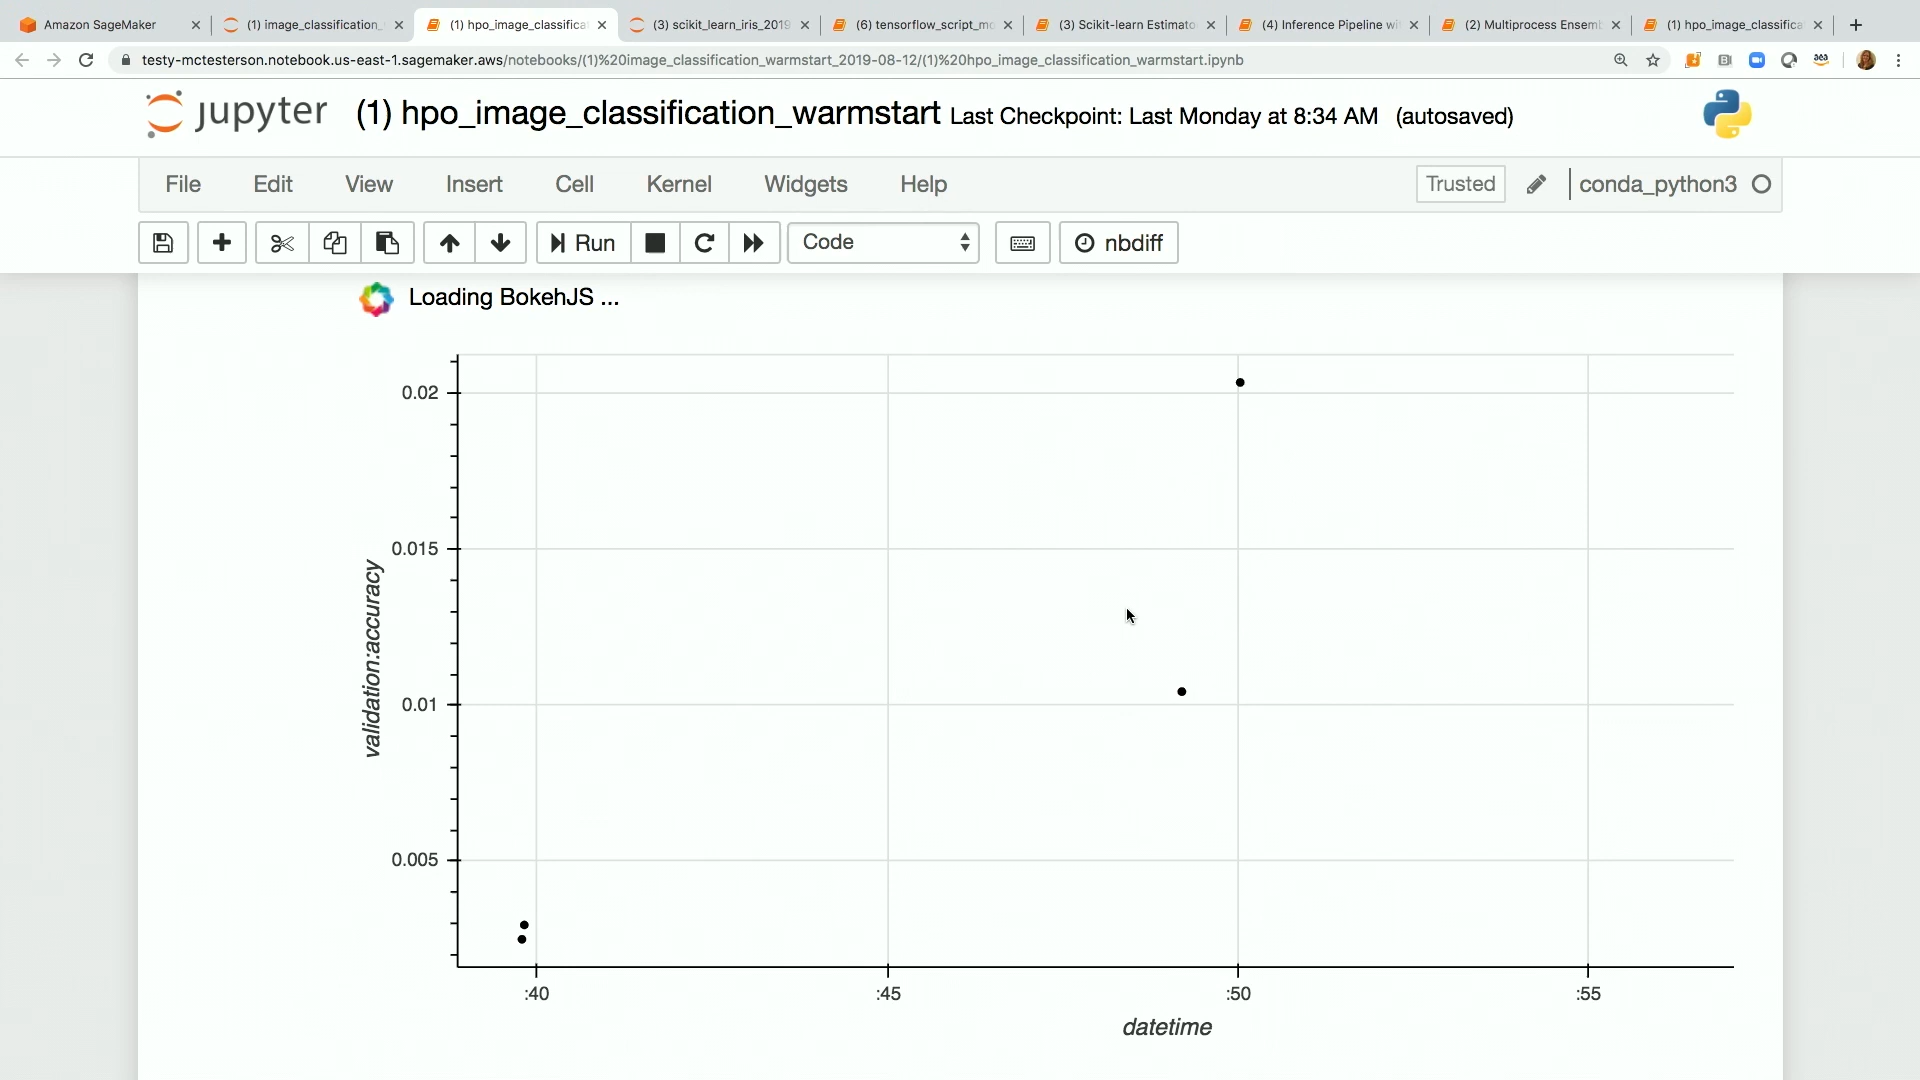 Amazon SageMaker
(1) image_classification_
(1) hpo_image_classifica
(3) scikit_learn_iris_2019
(6) tensorflow_script_mo
(3) Scikit-learn Estimato
(4) Inference Pipeline wi
(2) Multiprocess Ensem
(1) hpo_image_classifica
testy-mctesterson.notebook.us-east-1.sagemaker.aws/notebooks/(1)%20image_classification_warmstart_2019-08-12/(1)%20hpo_image_classification_warmstart.ipynb
jupyter (1) hpo_image_classification_warmstart Last Checkpoint: Last Monday at 8:34 AM (autosaved)
File Edit View Insert Cell Kernel Widgets Help Trusted conda_python3
Run Code nbdiff
Loading BokehJS ...
0.02
0.015
0.01
0.005
validation:accuracy
:40 :45 :50 :55
datetime